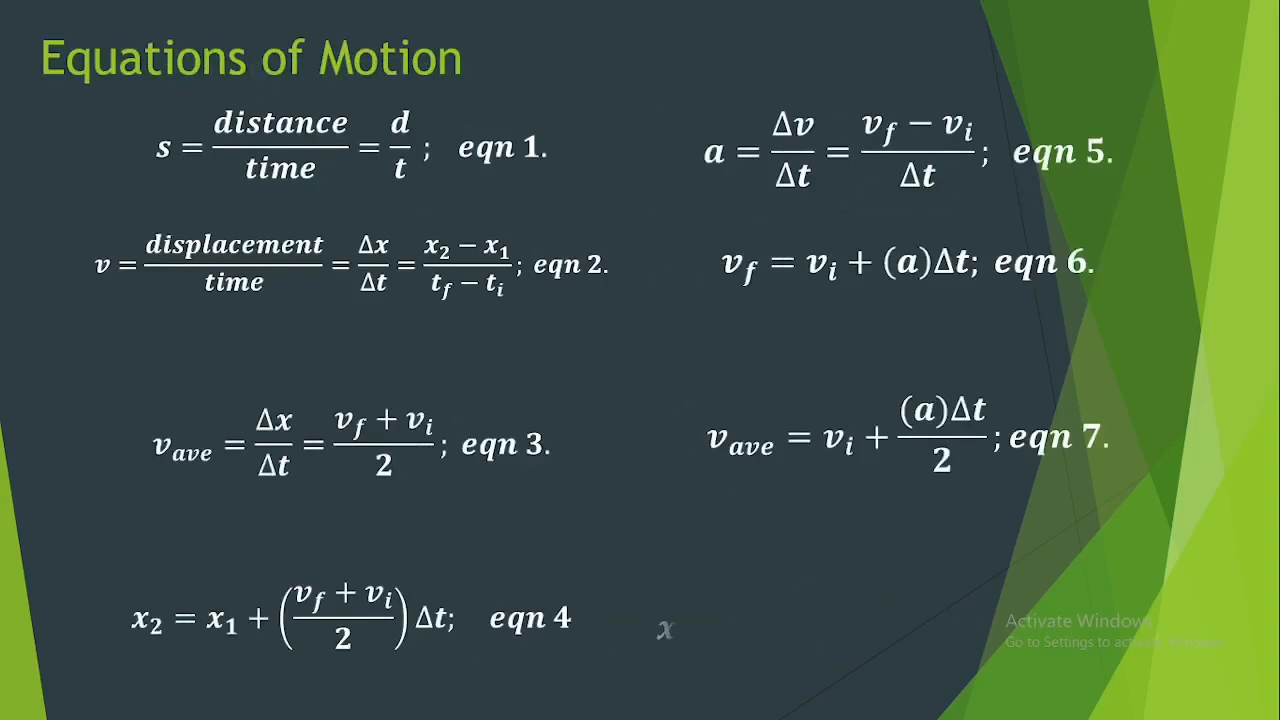 Equations of Motion
s = distance/time = d/t ; eqn 1.
v = displacement/time = Δx/Δt = x₂ − x₁/t_f − t_i ; eqn 2.
v_ave = Δx/Δt = v_f + v_i/2 ; eqn 3.
x₂ = x₁ + (v_f + v_i/2) Δt; eqn 4
a = Δv/Δt = v_f − v_i/Δt ; eqn 5.
v_f = v_i + (a)Δt; eqn 6.
v_ave = v_i + (a)Δt/2 ; eqn 7.
x
Activate Windows
Go to Settings to activate Windows.